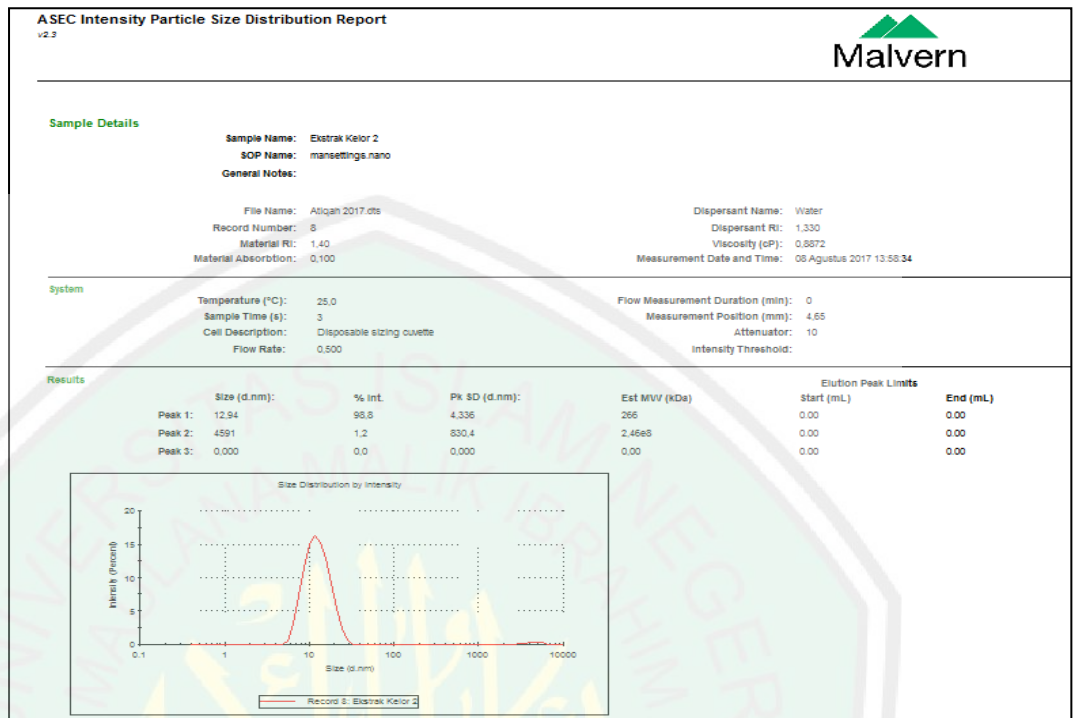 ASEC Intensity Particle Size Distribution Report
v2.3
Malvern
Sample Details
Sample Name: Ekstrak Kelor 2
SOP Name: mansettings.nano
General Notes:
File Name: Atiqah 2017.dts Dispersant Name: Water
Record Number: 8 Dispersant RI: 1,330
Material RI: 1,40 Viscosity (cP): 0,8872
Material Absorbtion: 0,100 Measurement Date and Time: 08 Agustus 2017 13:58:34
System
Temperature (°C): 25,0 Flow Measurement Duration (min): 0
Sample Time (s): 3 Measurement Position (mm): 4,65
Cell Description: Disposable sizing cuvette Attenuator: 10
Flow Rate: 0,500 Intensity Threshold:
Results
Elution Peak Limits
Size (d.nm): % Int. Pk SD (d.nm): Est MW (kDa) Start (mL) End (mL)
Peak 1: 12,94 98,8 4,336 266 0.00 0.00
Peak 2: 4591 1,2 830,4 2,46e8 0.00 0.00
Peak 3: 0,000 0,0 0,000 0,00 0.00 0.00
Size Distribution by Intensity
Intensity (Percent)
20
15
10
5
0
0.1 1 10 100 1000 10000
Size (d.nm)
Record 8: Ekstrak Kelor 2
UNIVERSITAS ISLAM NEGER
MAULANA MALIK IBRAHIM